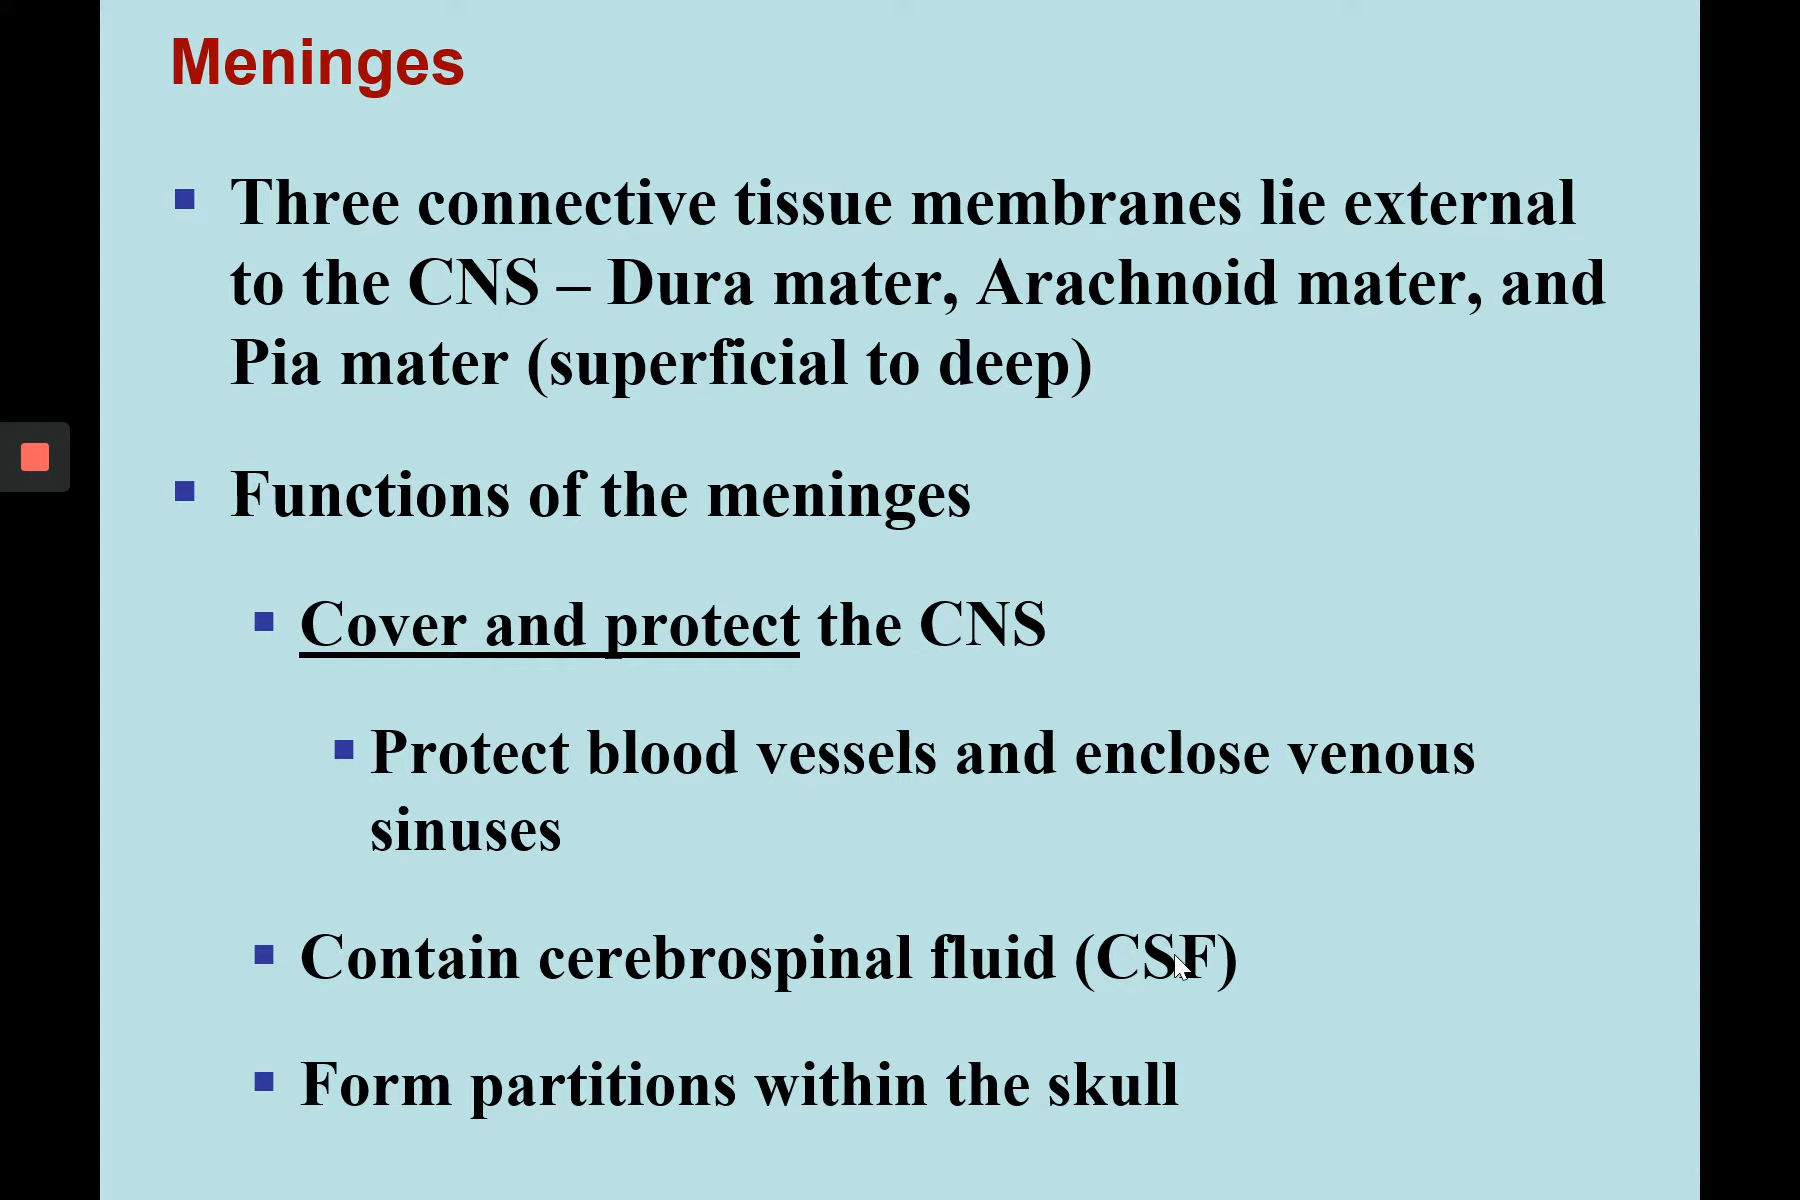 Meninges
Three connective tissue membranes lie external
to the CNS – Dura mater, Arachnoid mater, and
Pia mater (superficial to deep)
Functions of the meninges
Cover and protect the CNS
Protect blood vessels and enclose venous
sinuses
Contain cerebrospinal fluid (CSF)
Form partitions within the skull